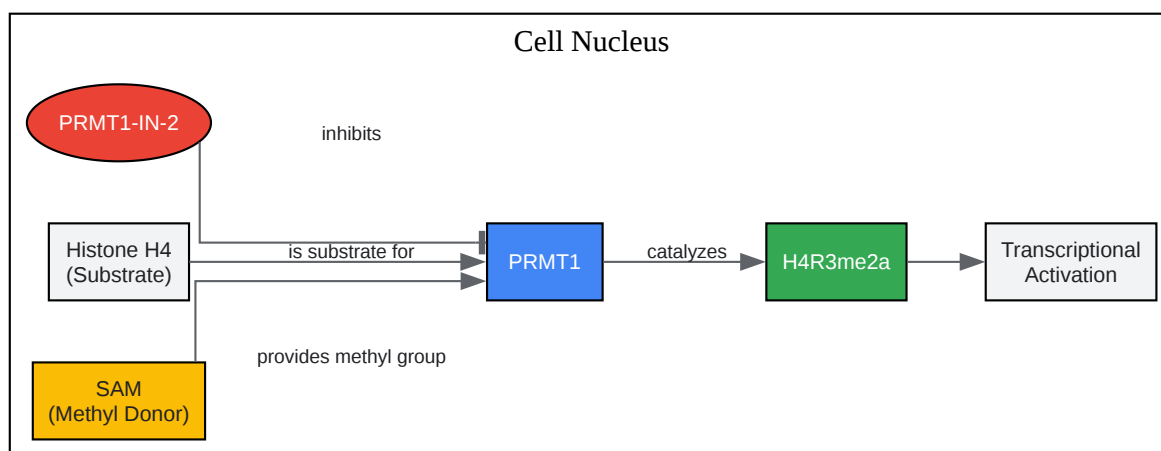 Cell Nucleus
PRMT1-IN-2
inhibits
Histone H4
(Substrate)
is substrate for
PRMT1
catalyzes
H4R3me2a
Transcriptional
Activation
provides methyl group
SAM
(Methyl Donor)